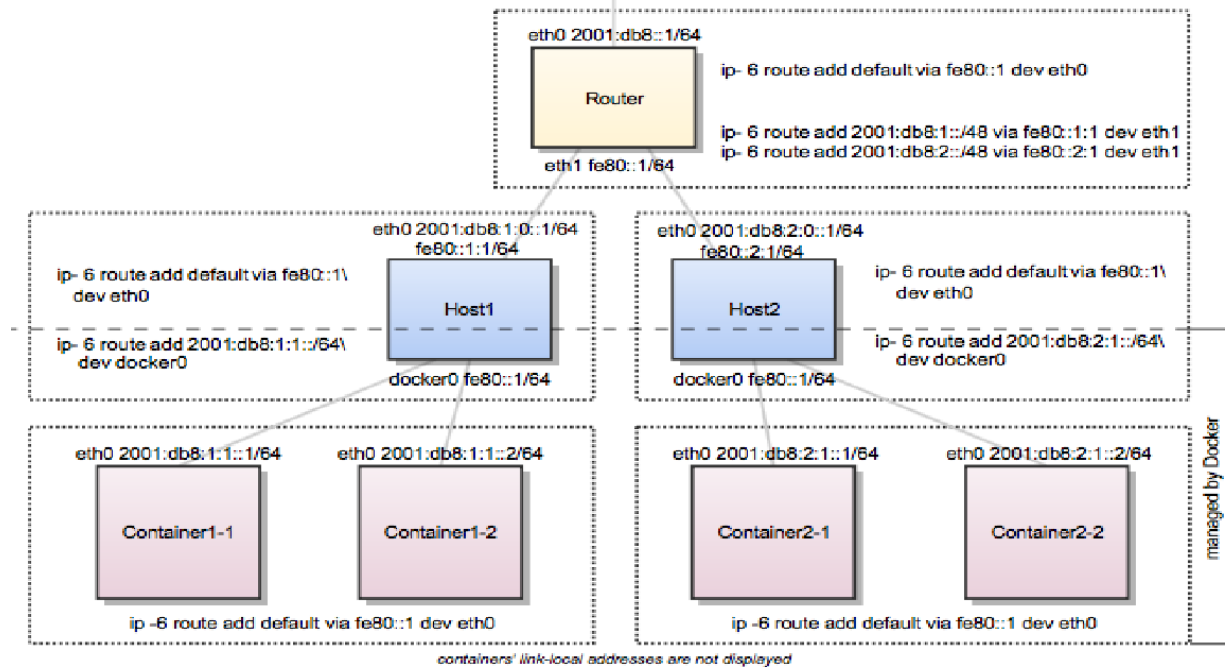 eth0 2001:db8::1/64
Router
ip- 6 route add default via fe80::1 dev eth0
ip- 6 route add 2001:db8:1::/48 via fe80::1:1 dev eth1
ip- 6 route add 2001:db8:2::/48 via fe80::2:1 dev eth1
eth1 fe80::1/64
eth0 2001:db8:1:0::1/64
fe80::1:1/64
ip- 6 route add default via fe80::1\
dev eth0
Host1
ip- 6 route add 2001:db8:1:1::/64\
dev docker0
docker0 fe80::1/64
eth0 2001:db8:2:0::1/64
fe80::2:1/64
Host2
ip- 6 route add default via fe80::1\
dev eth0
ip- 6 route add 2001:db8:2:1::/64\
dev docker0
docker0 fe80::1/64
eth0 2001:db8:1:1::1/64
Container1-1
eth0 2001:db8:1:1::2/64
Container1-2
ip -6 route add default via fe80::1 dev eth0
eth0 2001:db8:2:1::1/64
Container2-1
eth0 2001:db8:2:1::2/64
Container2-2
ip -6 route add default via fe80::1 dev eth0
managed by Docker
containers' link-local addresses are not displayed